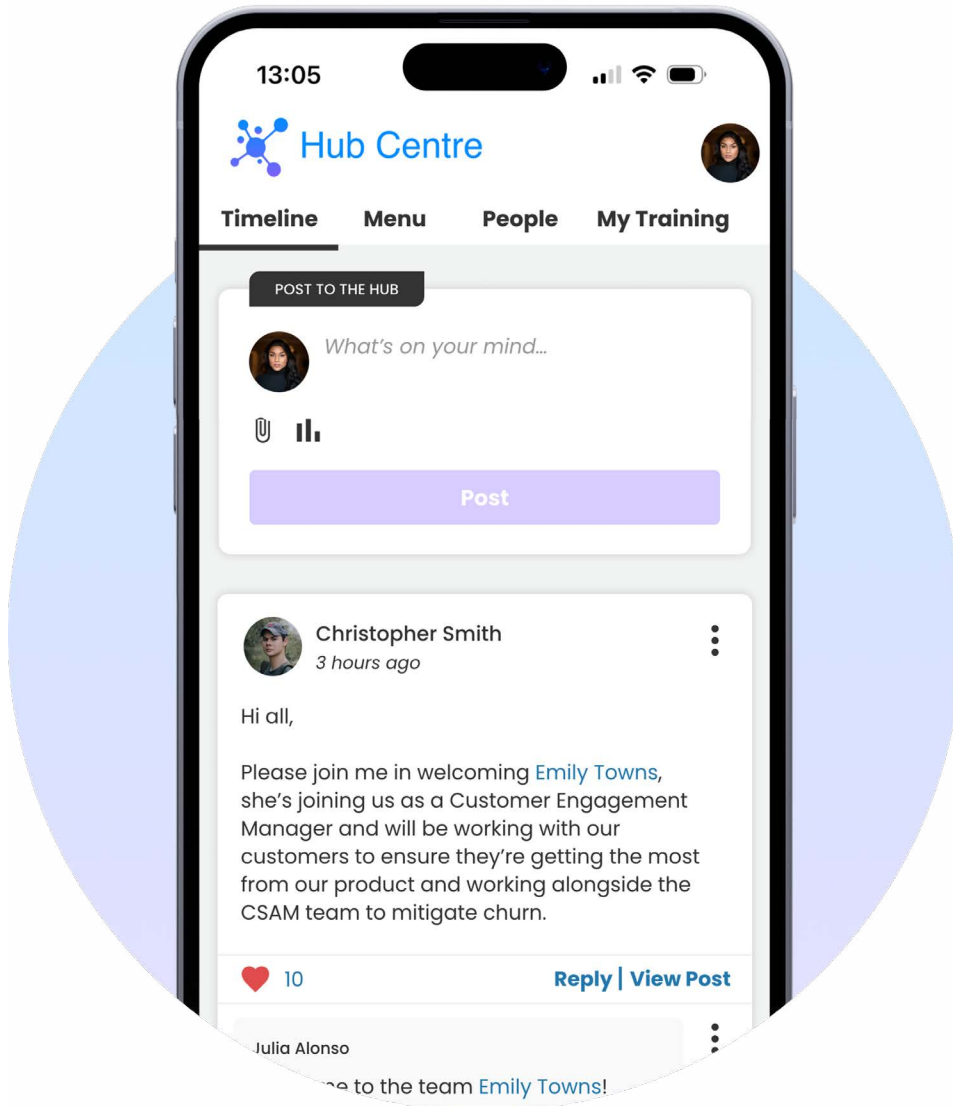 13:05
Hub Centre
Timeline Menu People My Training
POST TO THE HUB
What's on your mind...
Post
Christopher Smith
3 hours ago
Hi all,
Please join me in welcoming Emily Towns,
she's joining us as a Customer Engagement
Manager and will be working with our
customers to ensure they're getting the most
from our product and working alongside the
CSAM team to mitigate churn.
10
Reply | View Post
Julia Alonso
to the team Emily Towns!